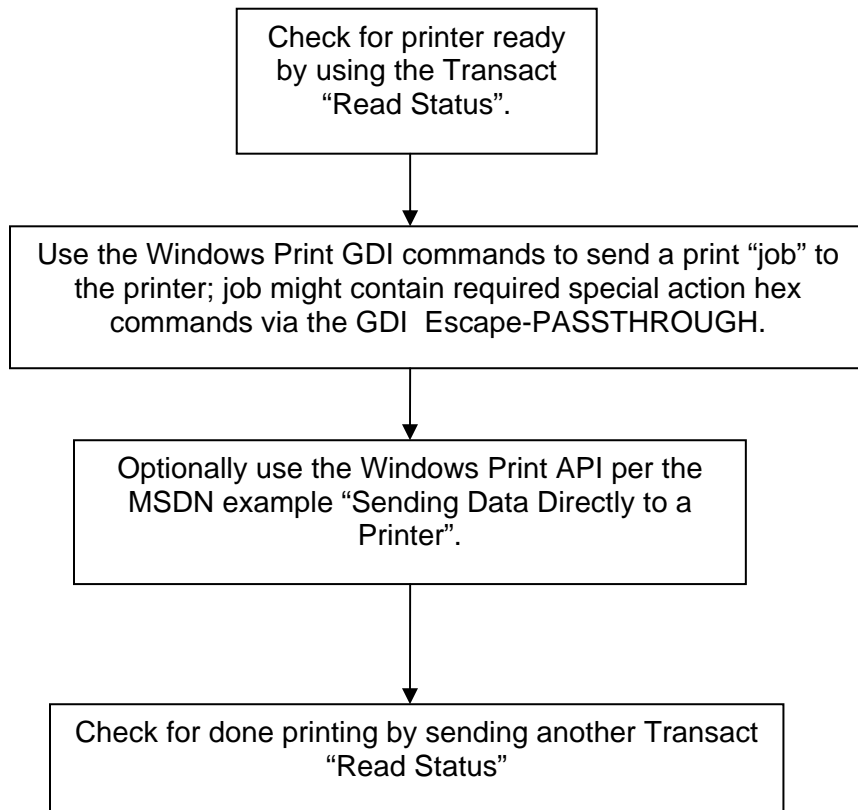 Check for printer ready
by using the Transact
“Read Status”.
Use the Windows Print GDI commands to send a print “job” to
the printer; job might contain required special action hex
commands via the GDI  Escape-PASSTHROUGH.
Optionally use the Windows Print API per the
MSDN example “Sending Data Directly to a
Printer”.
Check for done printing by sending another Transact
“Read Status”